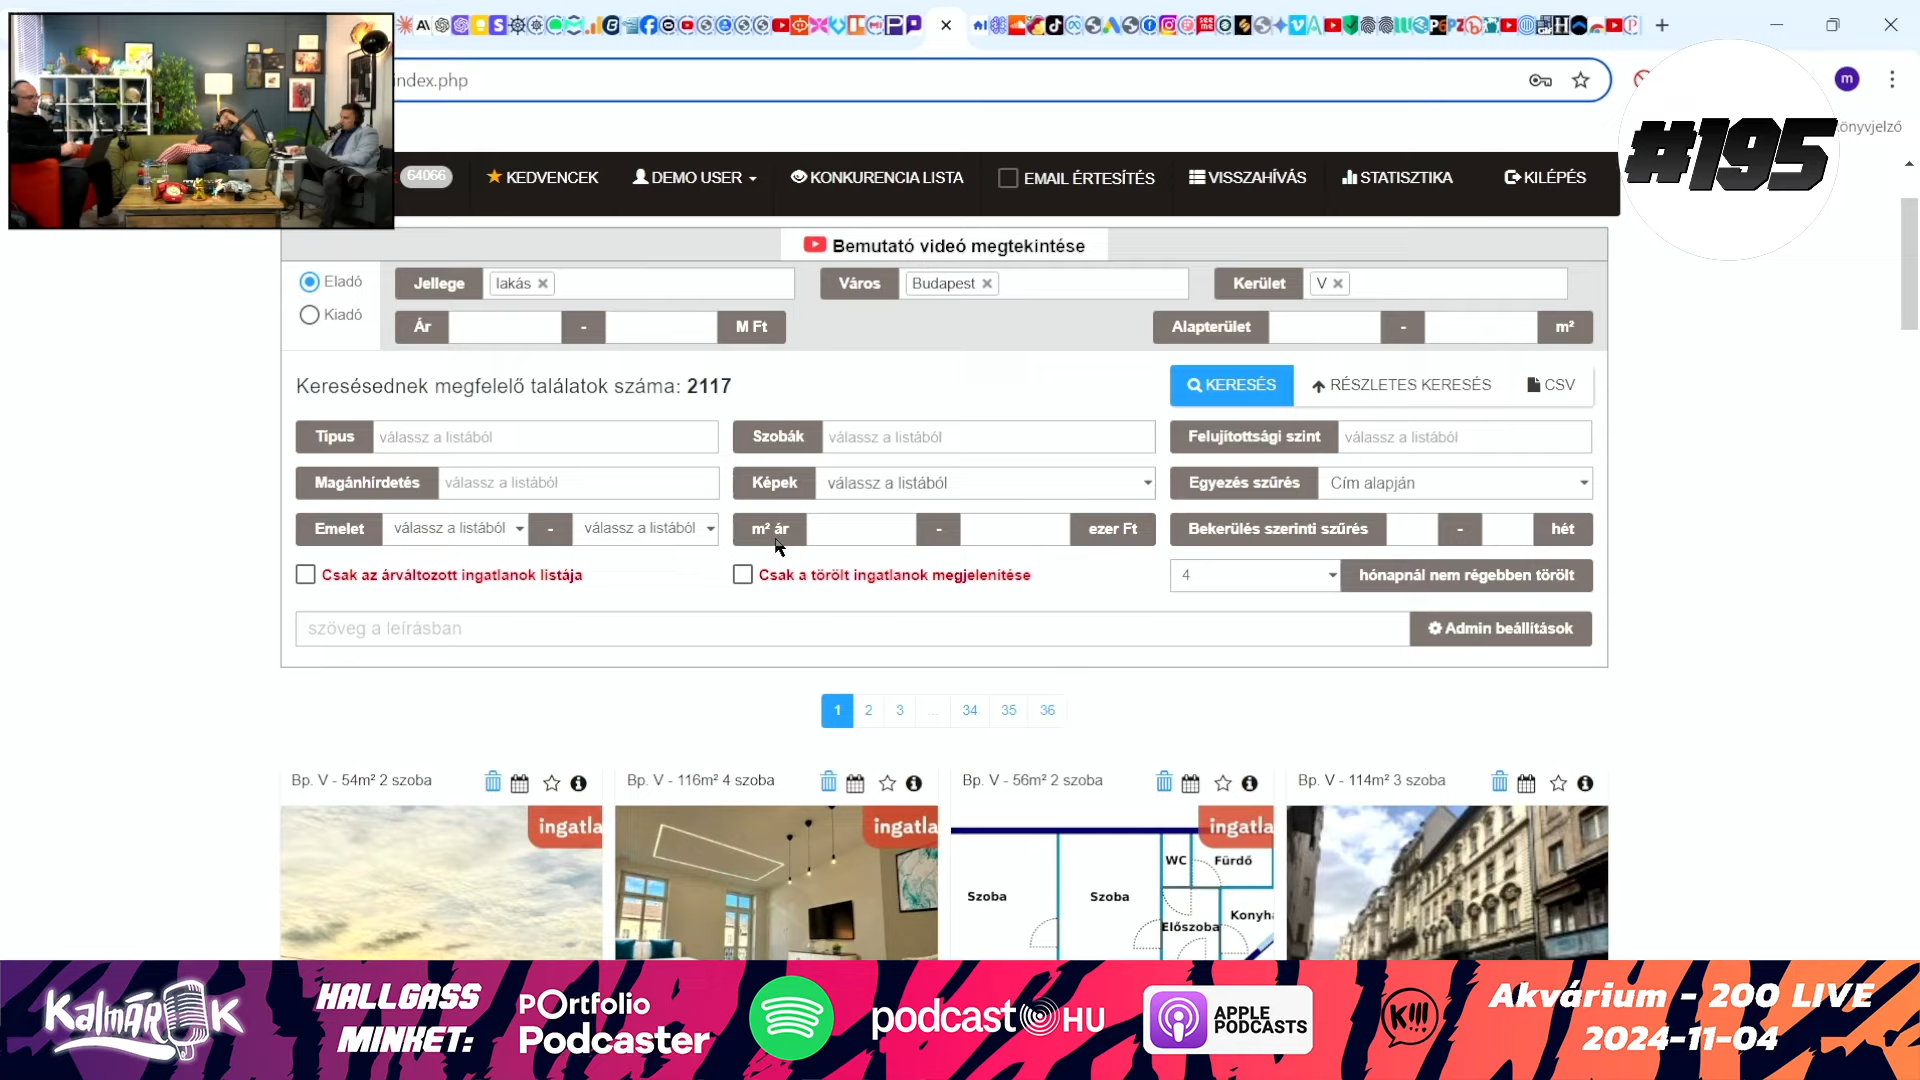 index.php
m
önyvjelző
#195
64066
KEDVENCEK
DEMO USER
KONKURENCIA LISTA
EMAIL ÉRTESÍTÉS
VISSZAHÍVÁS
STATISZTIKA
KILÉPÉS
Bemutató videó megtekintése
Eladó
Kiadó
Jellege lakás
Város Budapest
Kerület V
Ár - M Ft
Alapterület - m²
Keresésednek megfelelő találatok száma: 2117
KERESÉS
RÉSZLETES KERESÉS
CSV
Típus válassz a listából
Szobák válassz a listából
Felujítottsági szint válassz a listából
Magánhirdetés válassz a listából
Képek válassz a listából
Egyezés szűrés Cím alapján
Emelet válassz a listából - válassz a listából
m² ár - ezer Ft
Bekerülés szerinti szűrés - hét
Csak az árváltozott ingatlanok listája
Csak a törölt ingatlanok megjelenítése
4 hónapnál nem régebben törölt
szöveg a leírásban
Admin beállítások
1 2 3 ... 34 35 36
Bp. V - 54m² 2 szoba
Bp. V - 116m² 4 szoba
Bp. V - 56m² 2 szoba
Bp. V - 114m² 3 szoba
ingatla
ingatla
ingatla
WC
Fürdő
Szoba
Szoba
Konyha
Előszoba
KalmárOK
HALLGASS
MINKET:
POrtfolio
Podcaster
podcast HU
APPLE
PODCASTS
K!!!
Akvárium - 200 LIVE
2024-11-04